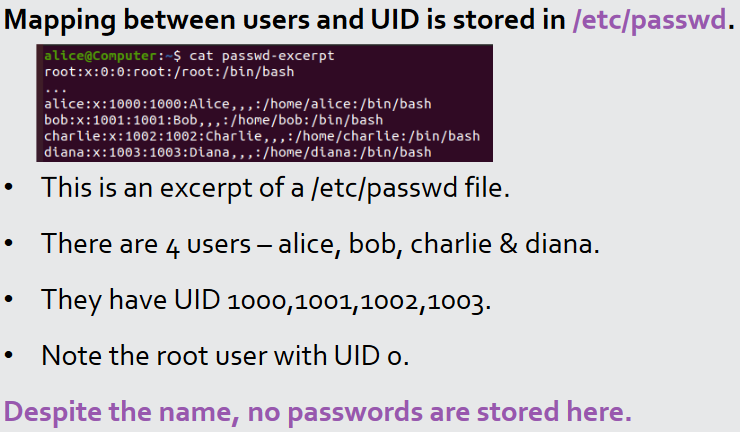 Mapping between users and UID is stored in /etc/passwd.
alice@Computer:~$ cat passwd-excerpt
root:x:0:0:root:/root:/bin/bash
...
alice:x:1000:1000:Alice,,,:/home/alice:/bin/bash
bob:x:1001:1001:Bob,,,:/home/bob:/bin/bash
charlie:x:1002:1002:Charlie,,,:/home/charlie:/bin/bash
diana:x:1003:1003:Diana,,,:/home/diana:/bin/bash
• This is an excerpt of a /etc/passwd file.
• There are 4 users – alice, bob, charlie & diana.
• They have UID 1000,1001,1002,1003.
• Note the root user with UID 0.
Despite the name, no passwords are stored here.